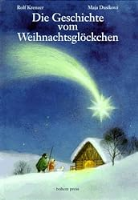 Rolf Krenzer
Maja Dusíková
Die Geschichte
vom
Weihnachtsglöckchen
bohem press